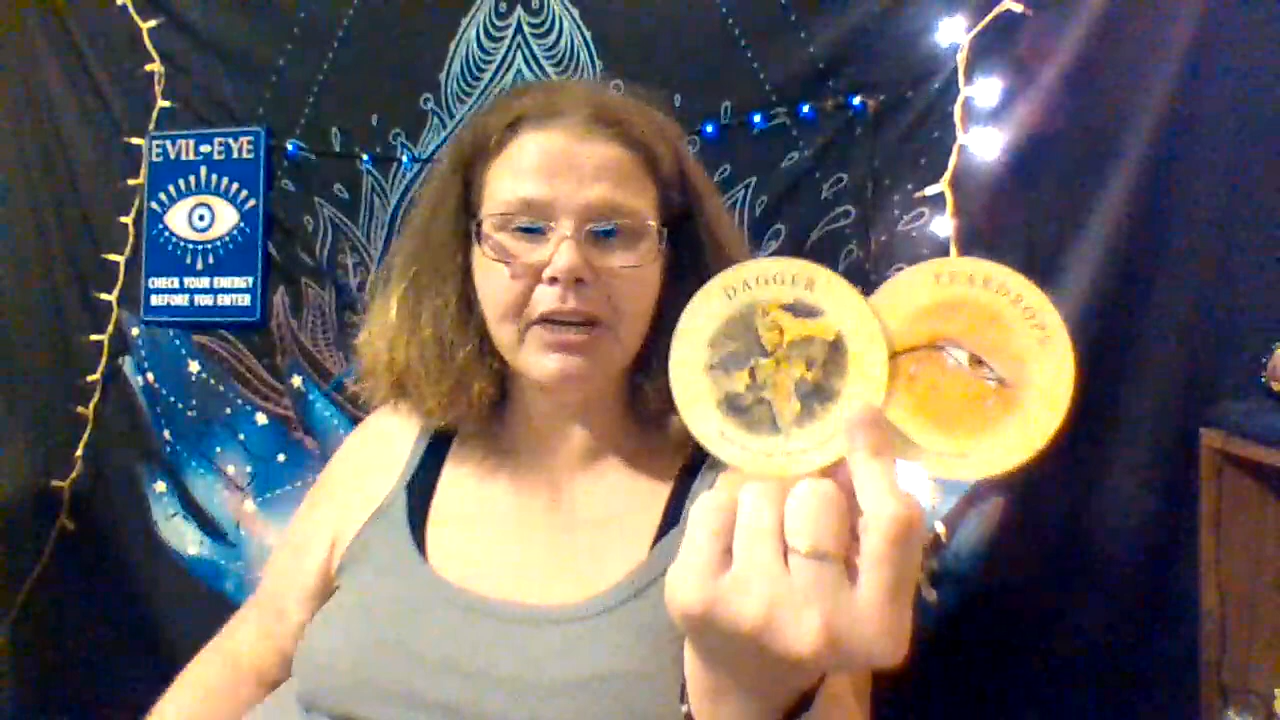 EVIL EYE
CHECK YOUR ENERGY
BEFORE YOU ENTER
DAGGER
TEARDROPS